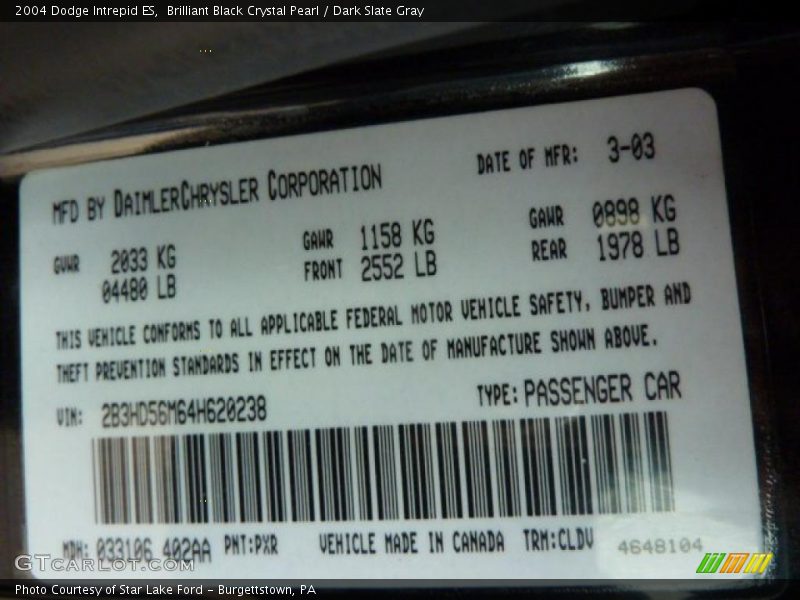 2004 Dodge Intrepid ES,  Brilliant Black Crystal Pearl / Dark Slate Gray
MFD BY DAIMLERCHRYSLER CORPORATION
DATE OF MFR: 3-03
GVWR 2033 KG
04480 LB
GAWR 1158 KG
FRONT 2552 LB
GAWR 0898 KG
REAR 1978 LB
THIS VEHICLE CONFORMS TO ALL APPLICABLE FEDERAL MOTOR VEHICLE SAFETY, BUMPER AND
THEFT PREVENTION STANDARDS IN EFFECT ON THE DATE OF MANUFACTURE SHOWN ABOVE.
VIN: 2B3HD56M64H620238
TYPE: PASSENGER CAR
MDH: 033106 402AA PNT:PXR VEHICLE MADE IN CANADA TRM:CLDV 4648104
GTCARLOT.COM
Photo Courtesy of Star Lake Ford - Burgettstown, PA